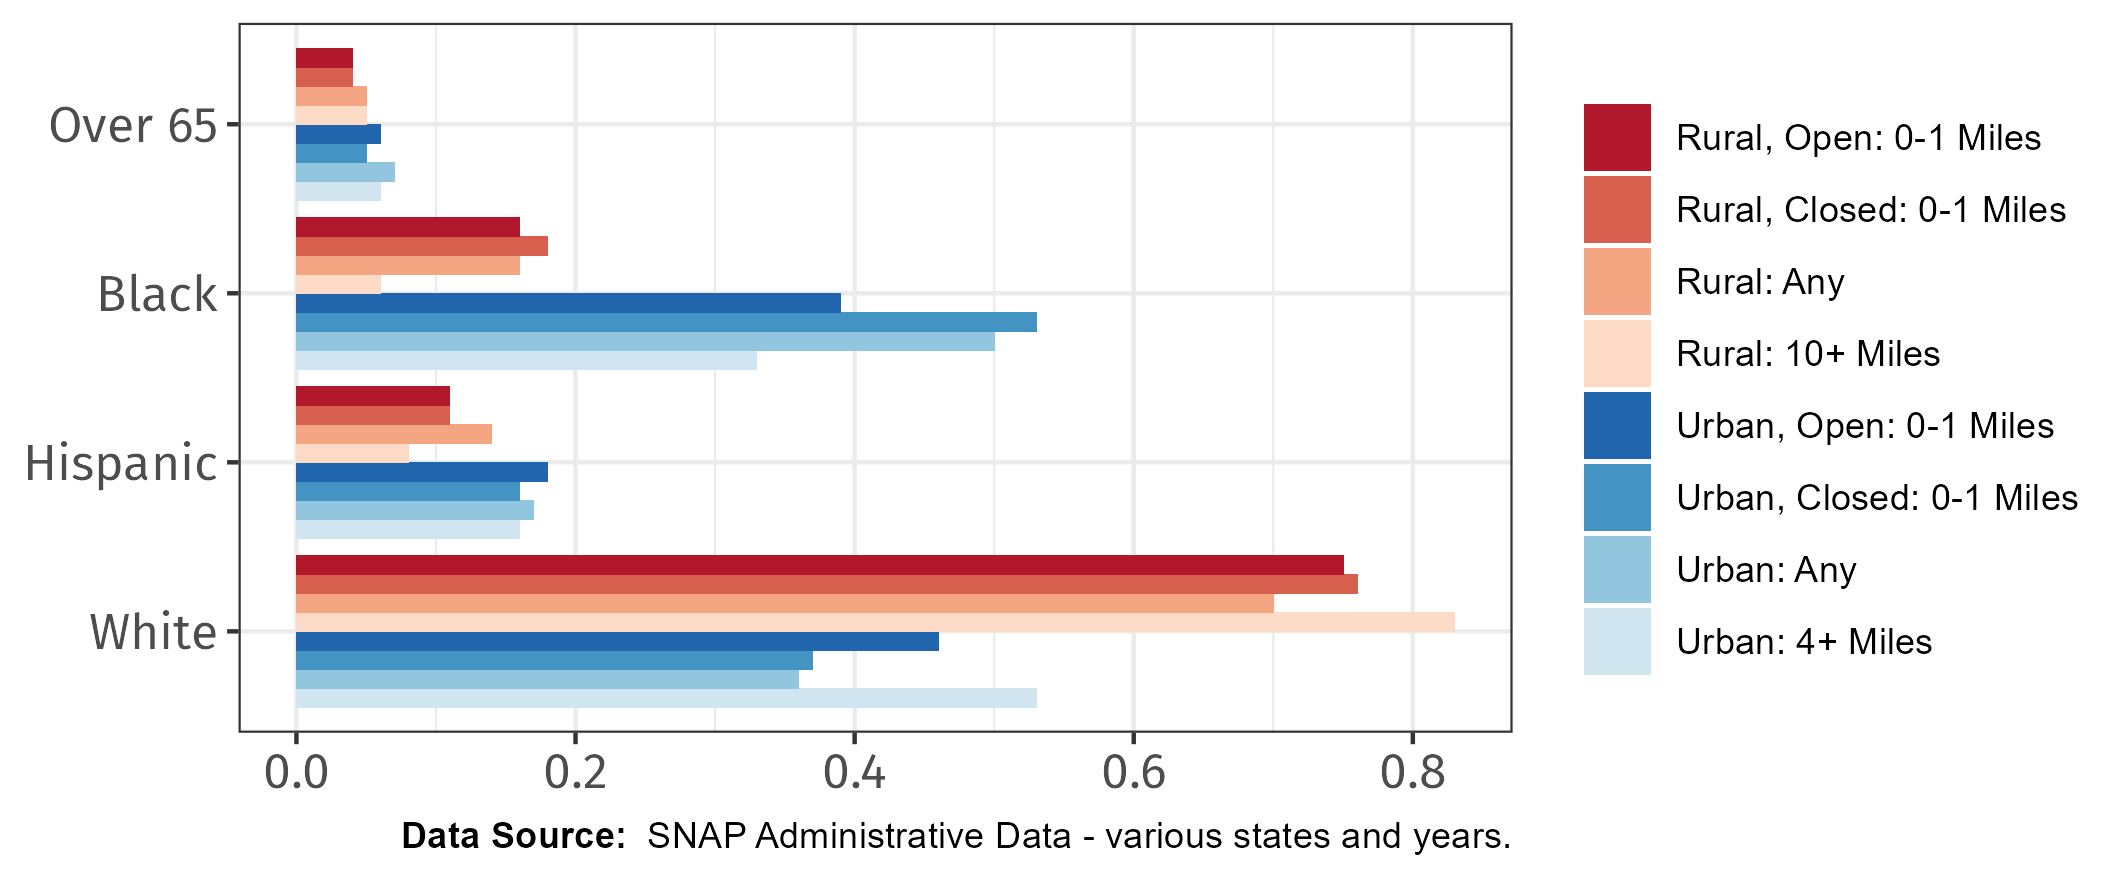 Over 65
Black
Hispanic
White
0.0 0.2 0.4 0.6 0.8
Rural, Open: 0-1 Miles
Rural, Closed: 0-1 Miles
Rural: Any
Rural: 10+ Miles
Urban, Open: 0-1 Miles
Urban, Closed: 0-1 Miles
Urban: Any
Urban: 4+ Miles
Data Source: SNAP Administrative Data - various states and years.